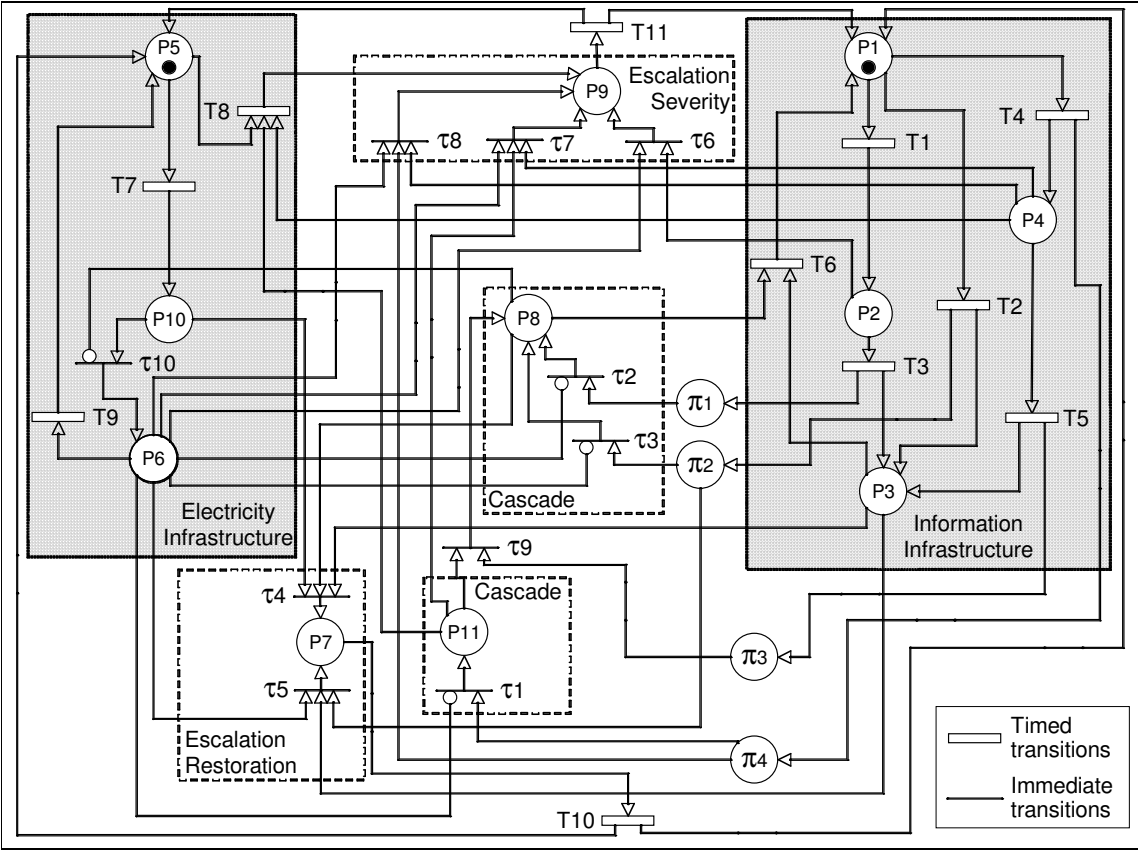 T11
P5
P1
Escalation
Severity
P9
T8
T4
τ8
τ7
τ6
T1
T7
P4
T6
P10
P8
P2
T2
τ10
τ2
T3
T9
π1
T5
τ3
P6
π2
P3
Cascade
Electricity
Infrastructure
Information
Infrastructure
τ9
Cascade
τ4
P7
P11
π3
τ5
τ1
Escalation
Restoration
π4
Timed
transitions
Immediate
transitions
T10